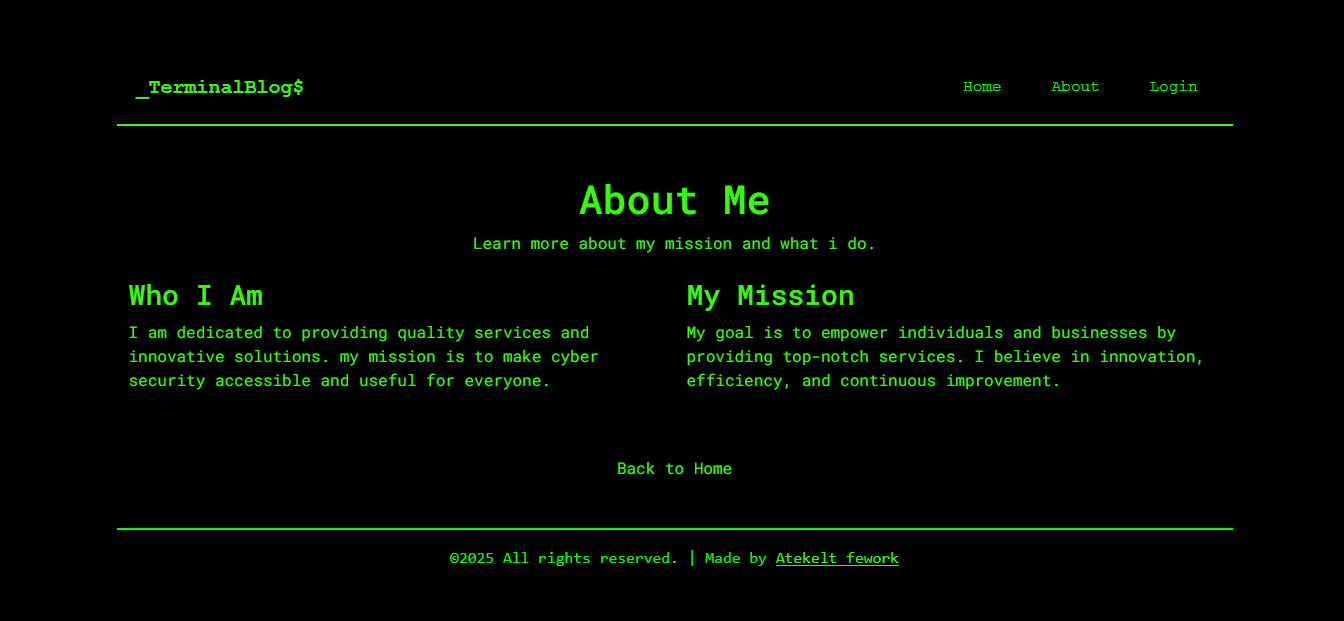 _TerminalBlog$
Home About Login
About Me
Learn more about my mission and what i do.
Who I Am
I am dedicated to providing quality services and
innovative solutions. my mission is to make cyber
security accessible and useful for everyone.
My Mission
My goal is to empower individuals and businesses by
providing top-notch services. I believe in innovation,
efficiency, and continuous improvement.
Back to Home
©2025 All rights reserved. | Made by Atekelt fework